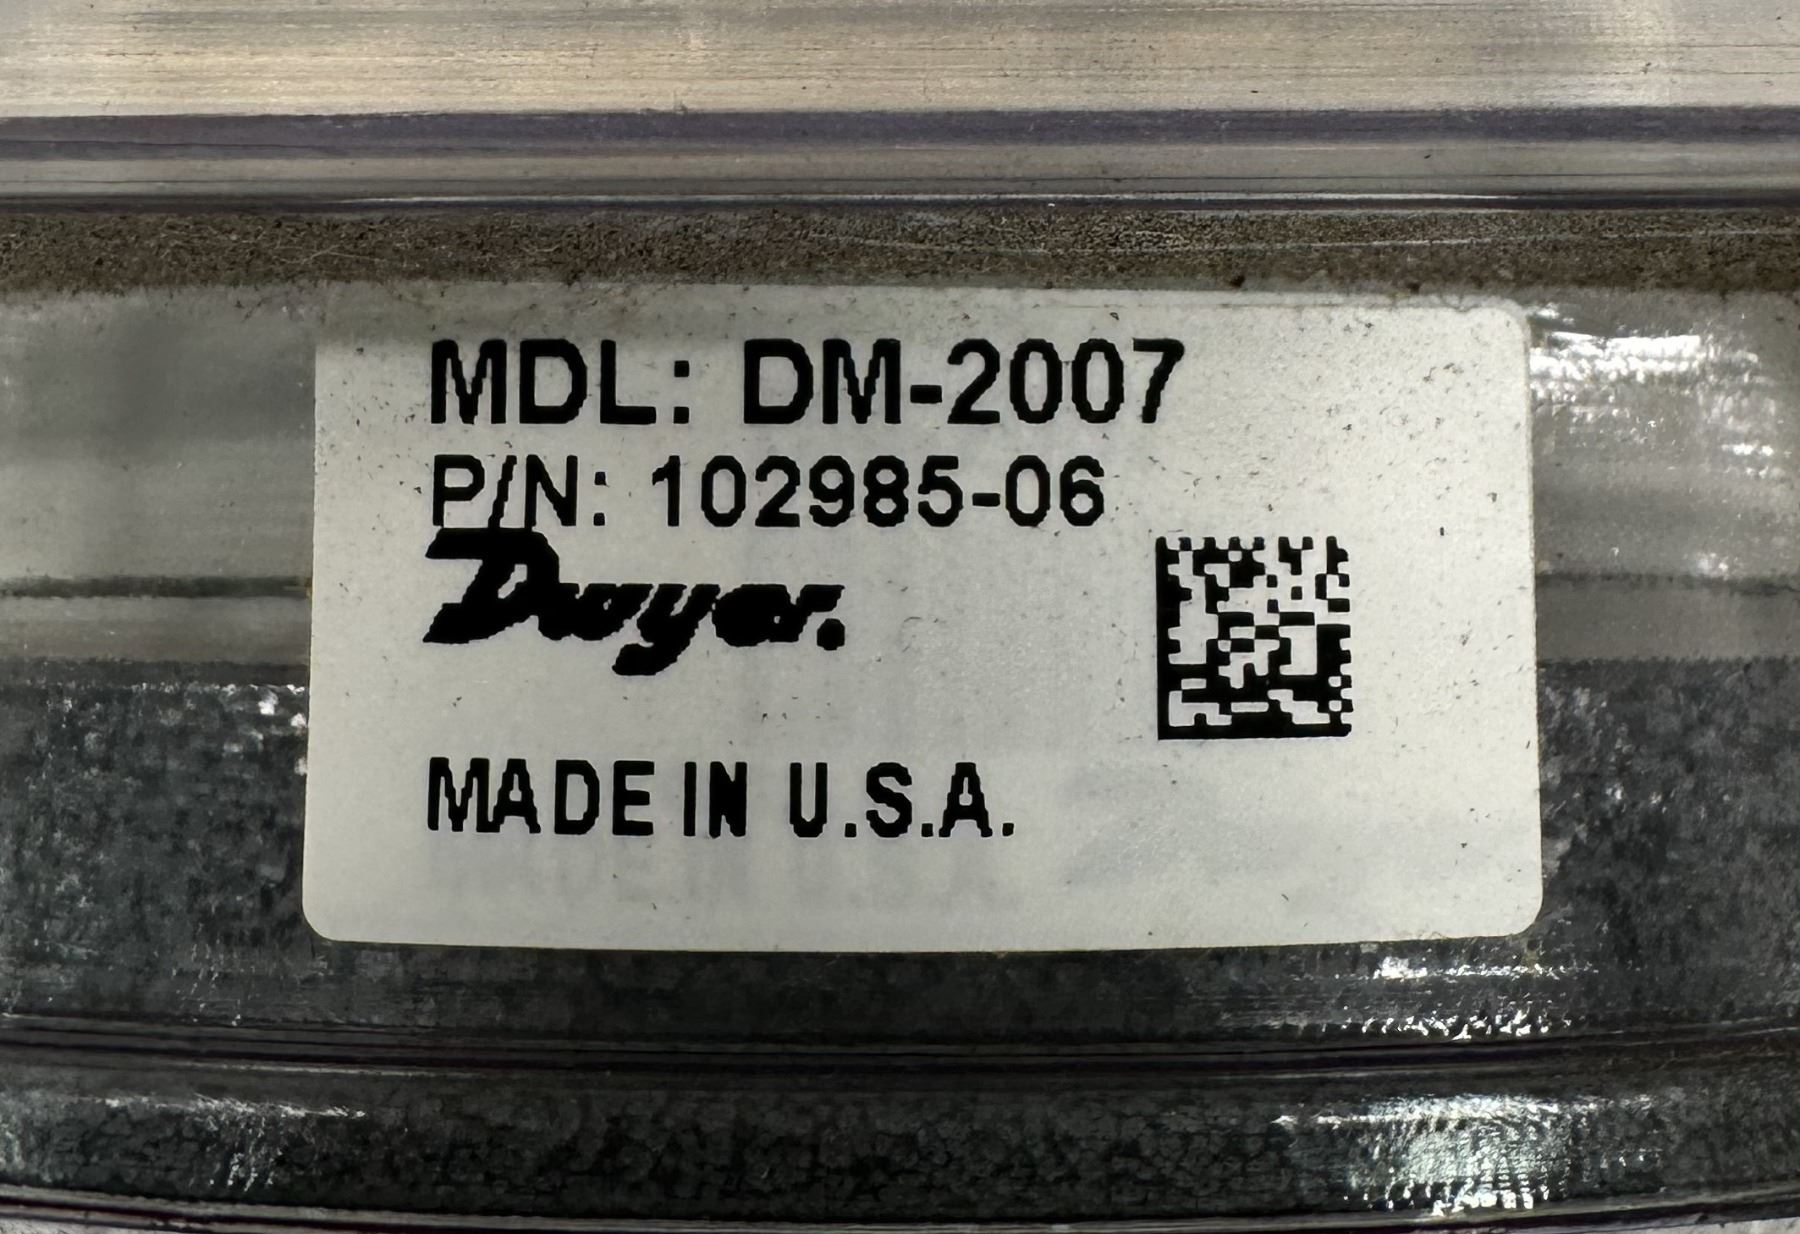 MDL: DM-2007
P/N: 102985-06
Dwyer
MADE IN U.S.A.